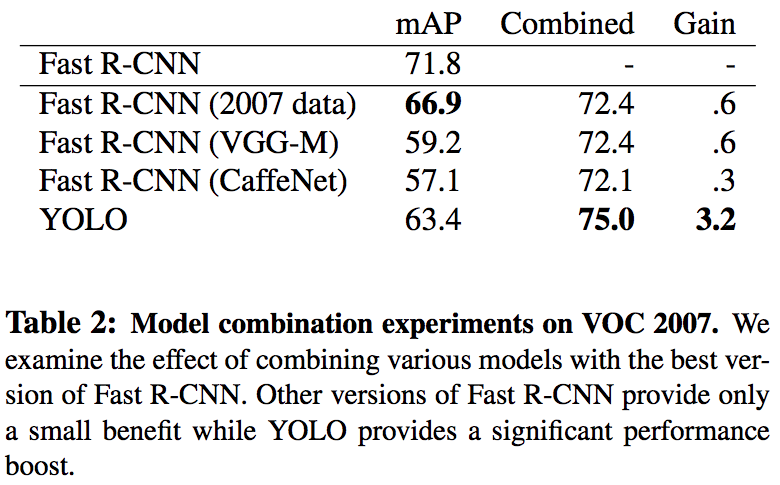 mAP Combined Gain
Fast R-CNN 71.8 - -
Fast R-CNN (2007 data) 66.9 72.4 .6
Fast R-CNN (VGG-M) 59.2 72.4 .6
Fast R-CNN (CaffeNet) 57.1 72.1 .3
YOLO 63.4 75.0 3.2
Table 2: Model combination experiments on VOC 2007. We
examine the effect of combining various models with the best ver-
sion of Fast R-CNN. Other versions of Fast R-CNN provide only
a small benefit while YOLO provides a significant performance
boost.